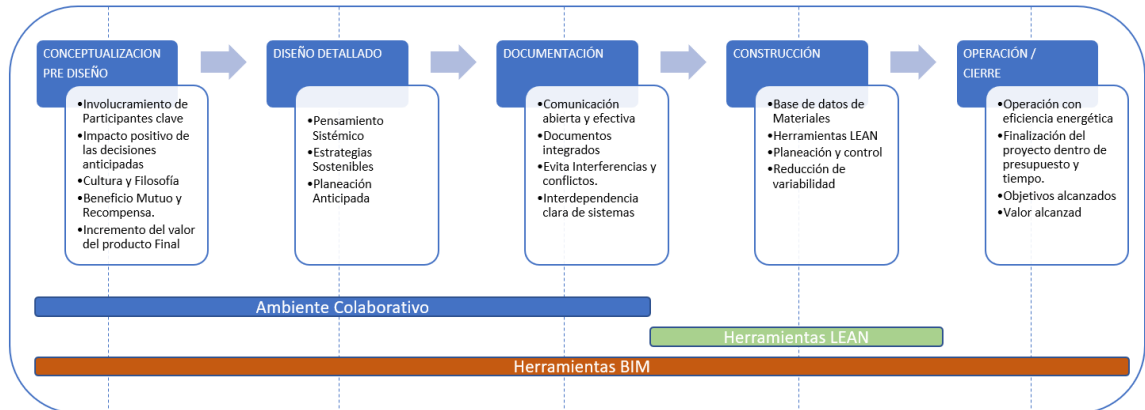 CONCEPTUALIZACION
PRE DISEÑO
•Involucramiento de
Participantes clave
•Impacto positivo de
las decisiones
anticipadas
•Cultura y Filosofía
•Beneficio Mutuo y
Recompensa.
•Incremento del valor
del producto Final
DISEÑO DETALLADO
•Pensamiento
Sistémico
•Estrategias
Sostenibles
•Planeación
Anticipada
DOCUMENTACIÓN
•Comunicación
abierta y efectiva
•Documentos
integrados
•Evita Interferencias y
conflictos.
•Interdependencia
clara de sistemas
CONSTRUCCIÓN
•Base de datos de
Materiales
•Herramientas LEAN
•Planeación y control
•Reducción de
variabilidad
OPERACIÓN /
CIERRE
•Operación con
eficiencia energética
•Finalización del
proyecto dentro de
presupuesto y
tiempo.
•Objetivos alcanzados
•Valor alcanzad
Ambiente Colaborativo
Herramientas LEAN
Herramientas BIM